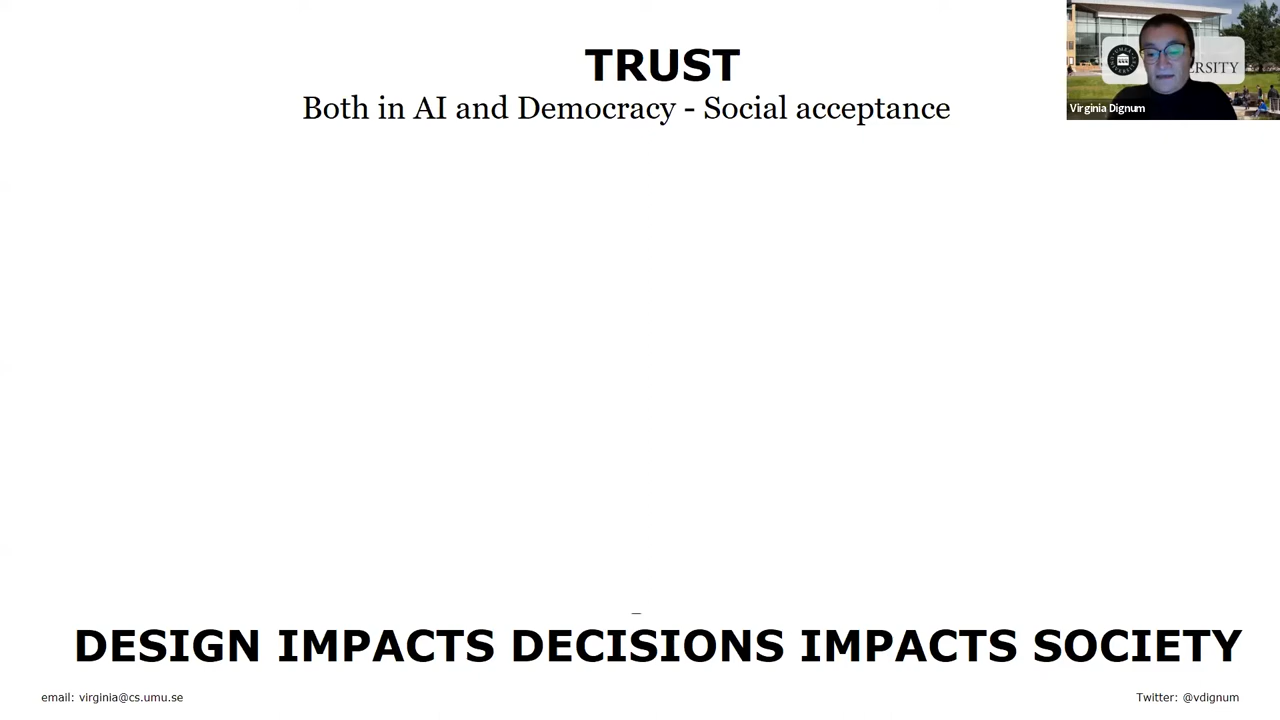 TRUST
Both in AI and Democracy - Social acceptance
ERSITY
Virginia Dignum
DESIGN IMPACTS DECISIONS IMPACTS SOCIETY
email: virginia@cs.umu.se
Twitter: @vdignum